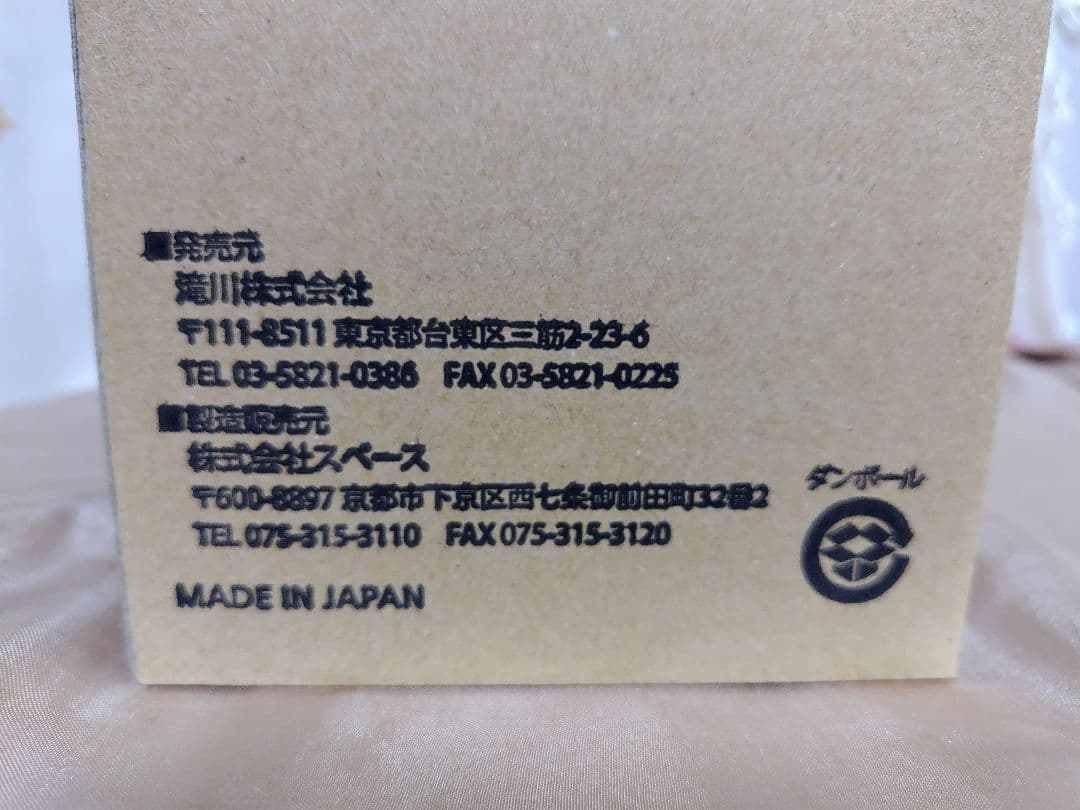 ■発売元
滝川株式会社
〒111-8511 東京都台東区三筋2-23-6
TEL 03-5821-0386 FAX 03-5821-0225
■製造販売元
株式会社スペース
〒600-8897 京都市下京区西七条御前田町32番2
TEL 075-315-3110 FAX 075-315-3120
MADE IN JAPAN
ダンボール